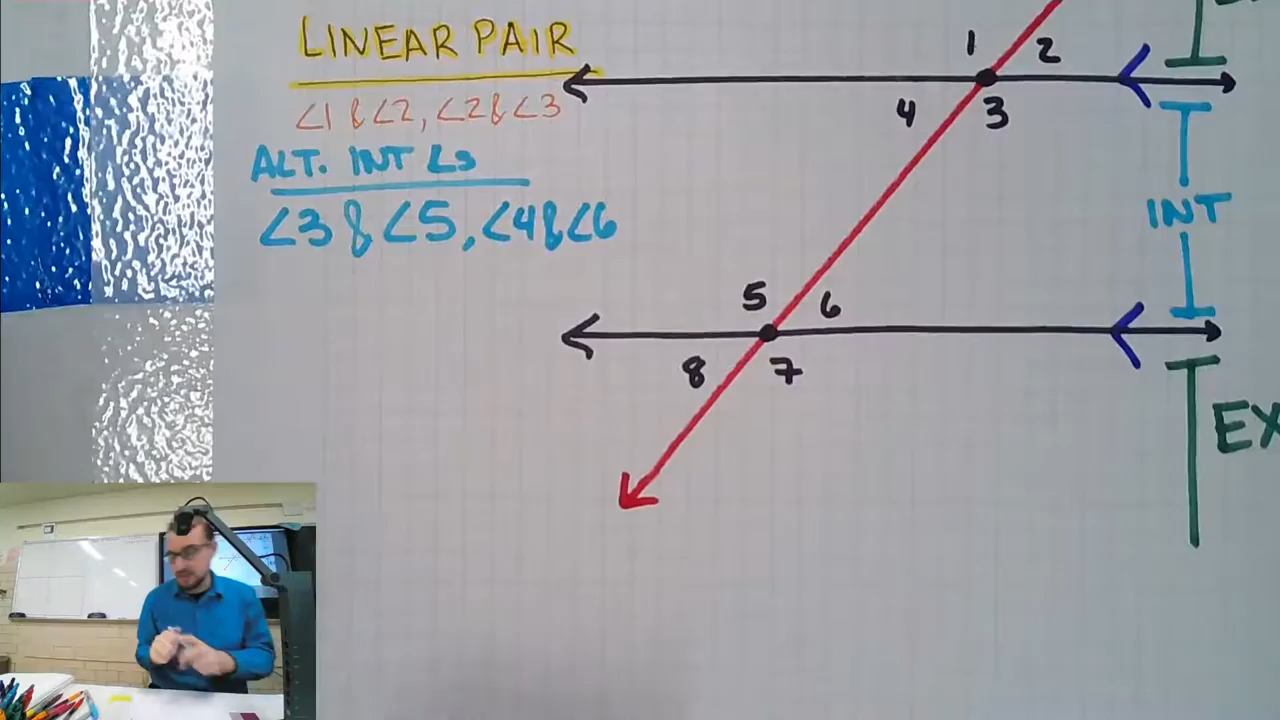 LINEAR PAIR
<1 & <2, <2 & <3
ALT. INT <s
<3 & <5, <4 & <6
1 2
4 3
INT
5 6
8 7
EX